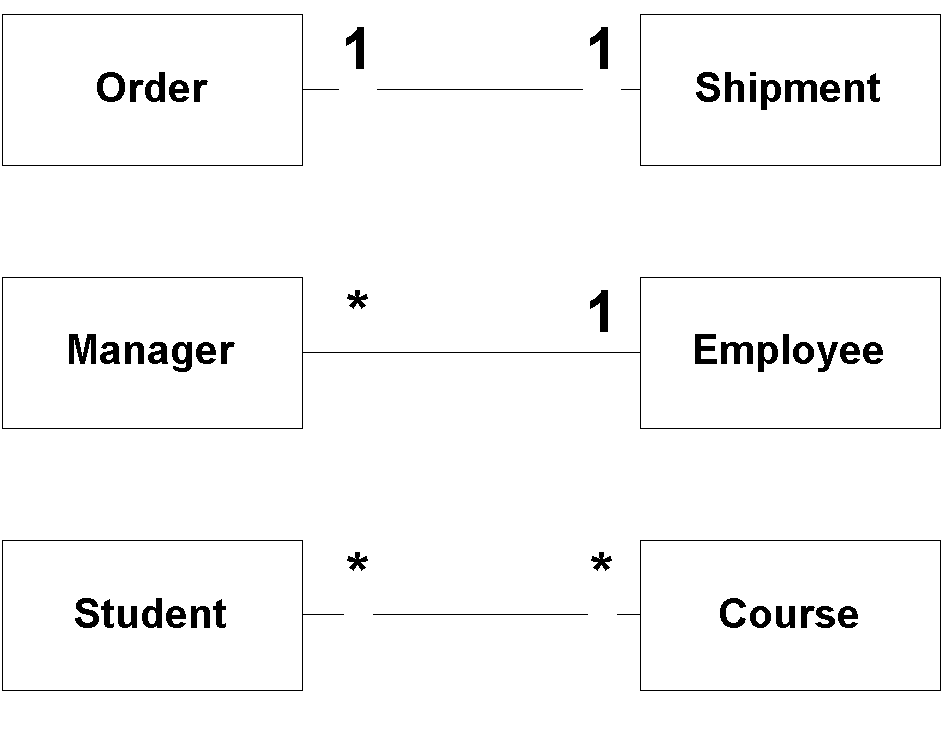 1 1
Order Shipment
* 1
Manager Employee
* *
Student Course